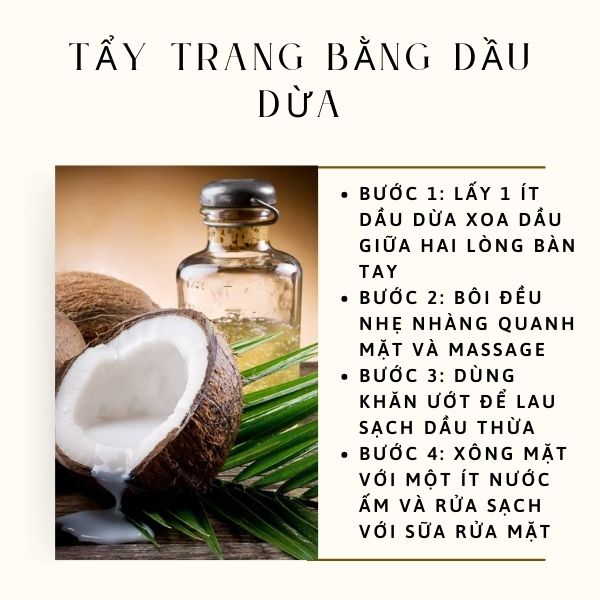 TẨY TRANG BẰNG DẦU
DỪA
• BƯỚC 1: LẤY 1 ÍT
DẦU DỪA XOA DẦU
GIỮA HAI LÒNG BÀN
TAY
• BƯỚC 2: BÔI ĐỀU
NHẸ NHÀNG QUANH
MẶT VÀ MASSAGE
• BƯỚC 3: DÙNG
KHĂN ƯỚT ĐỂ LAU
SẠCH DẦU THỪA
• BƯỚC 4: XÔNG MẶT
VỚI MỘT ÍT NƯỚC
ẤM VÀ RỬA SẠCH
VỚI SỮA RỬA MẶT